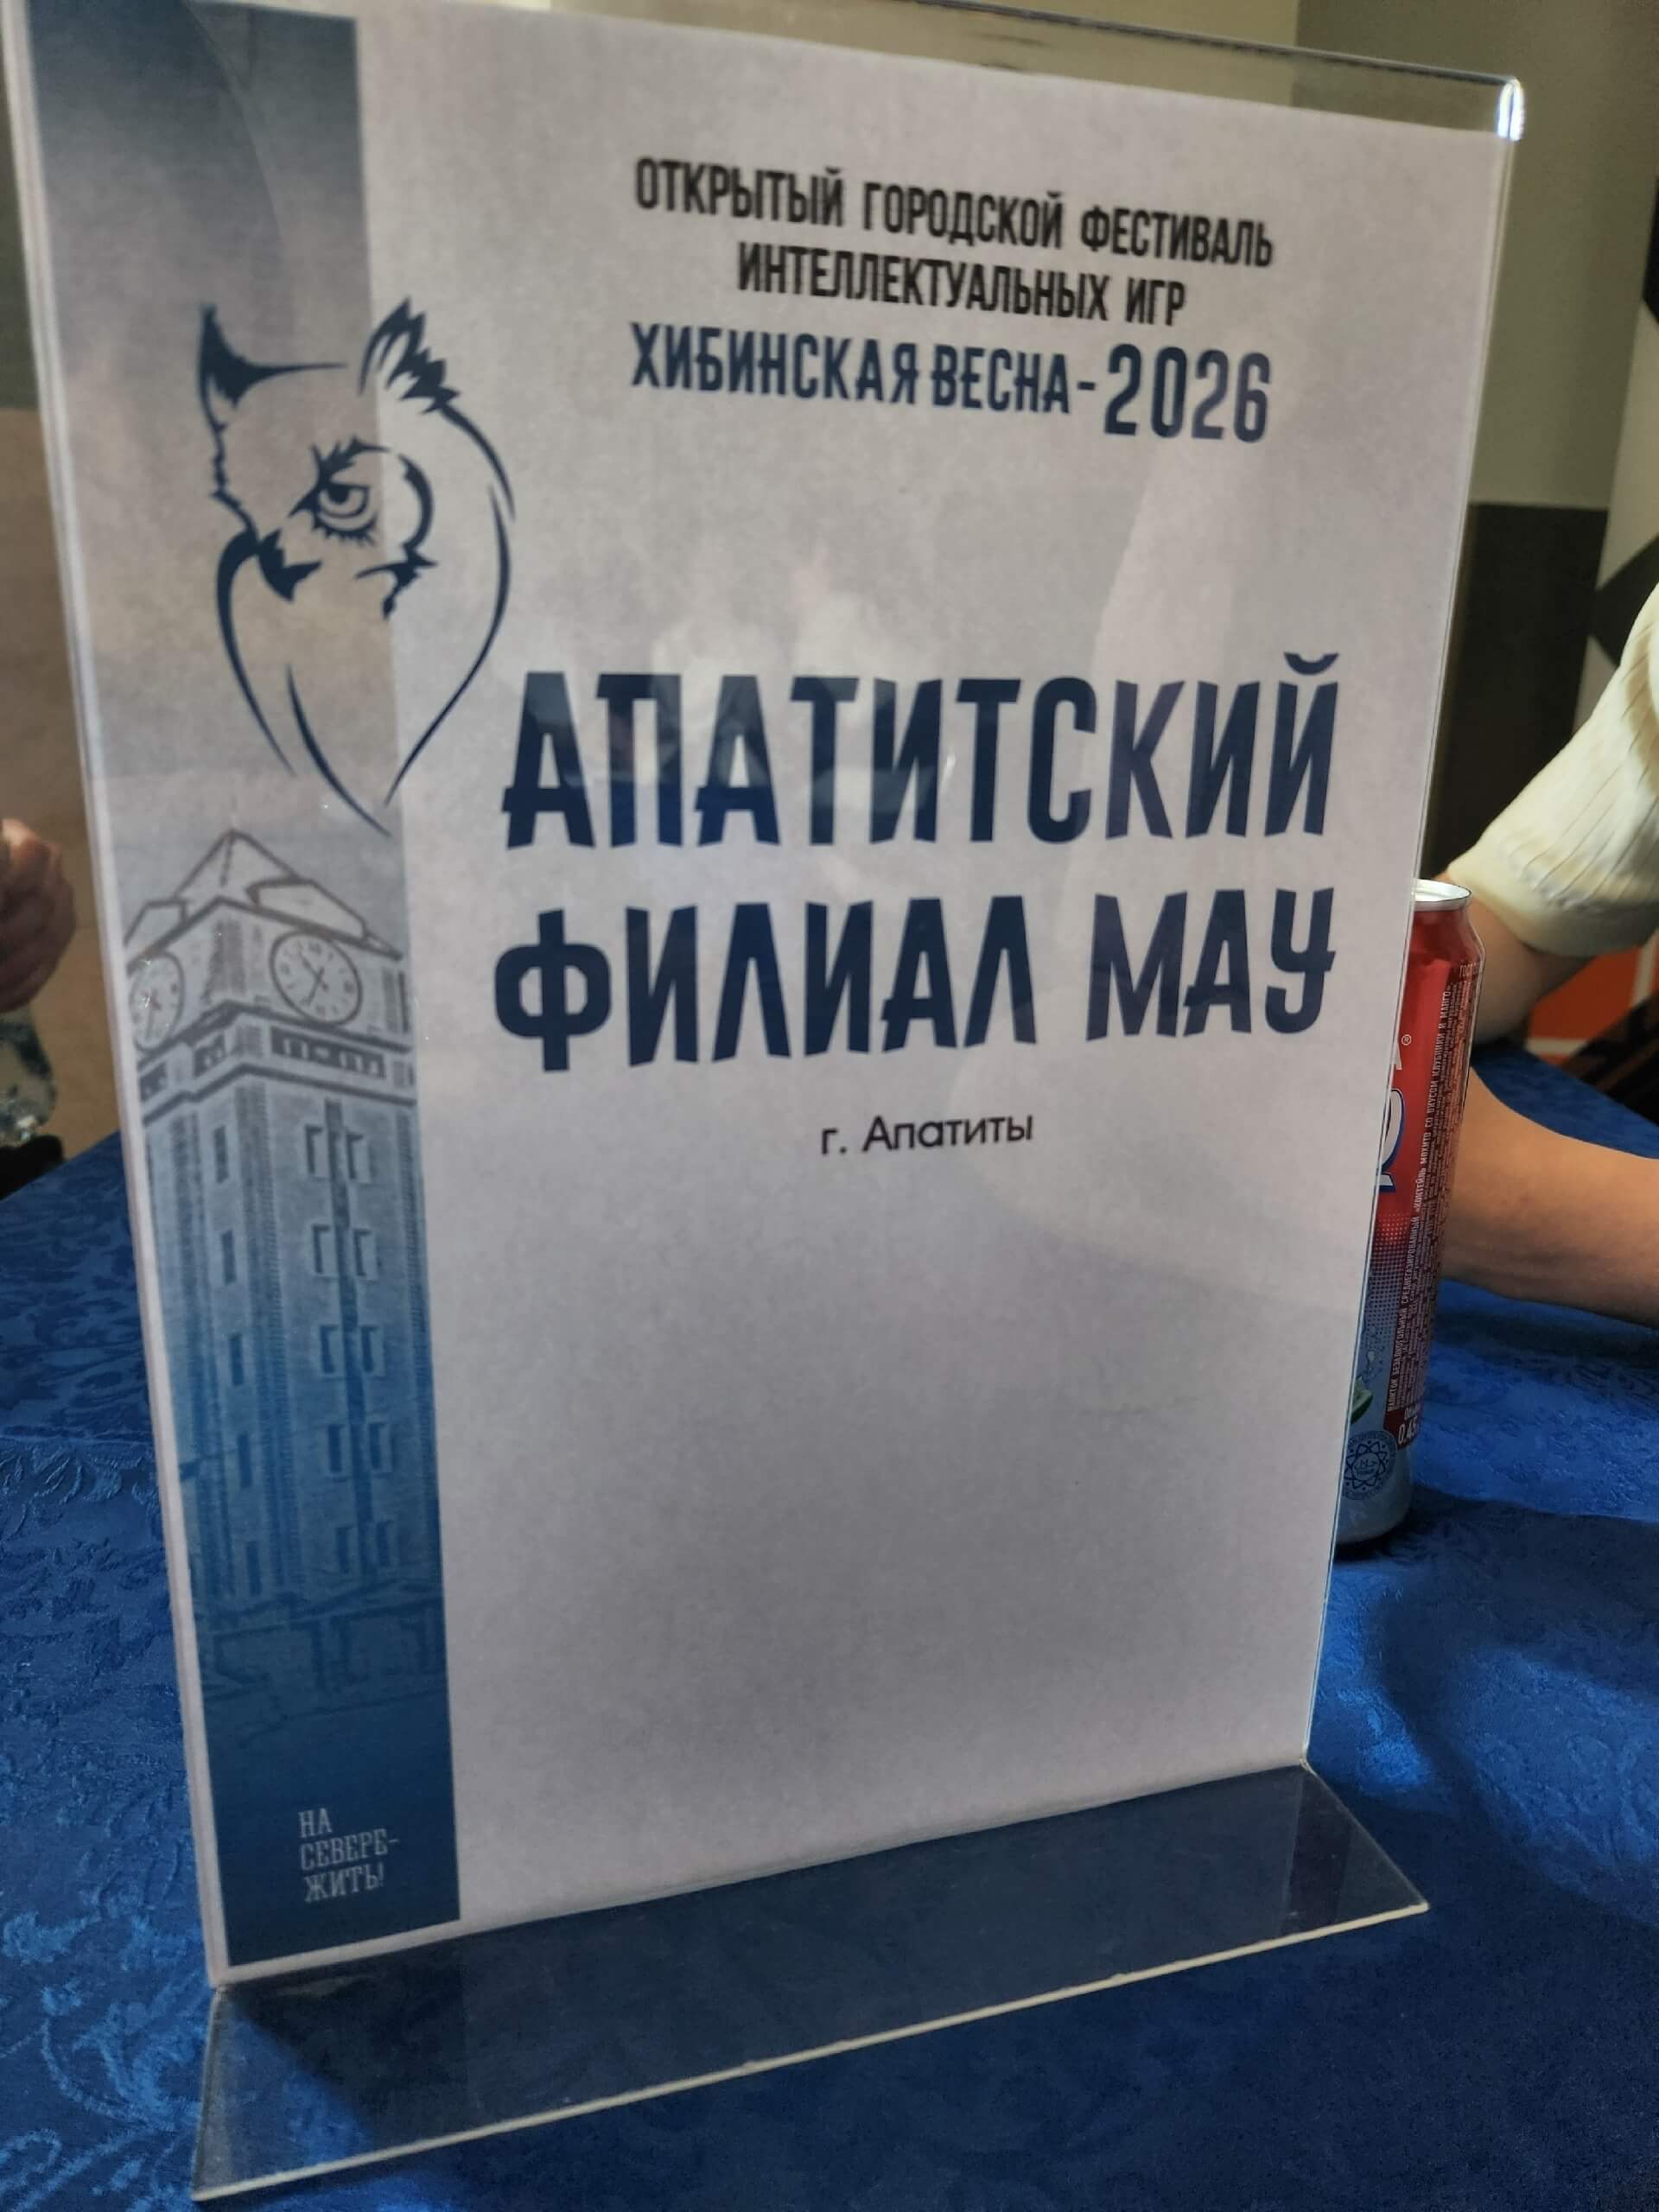 ОТКРЫТЫЙ ГОРОДСКОЙ ФЕСТИВАЛЬ
ИНТЕЛЛЕКТУАЛЬНЫХ ИГР
ХИБИНСКАЯ ВЕСНА-2026
АПАТИТСКИЙ
ФИЛИАЛ МАУ
г. Апатиты
НА
СЕВЕРЕ-
ЖИТЬ!